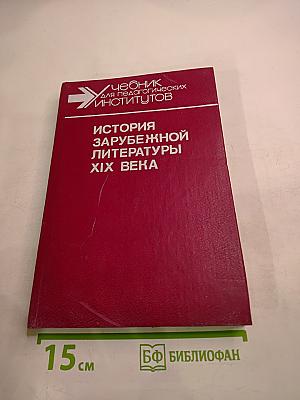 Учебник
для педагогических
институтов
ИСТОРИЯ
ЗАРУБЕЖНОЙ
ЛИТЕРАТУРЫ
XIX ВЕКА
15 см
БФ БИБЛИОФАН